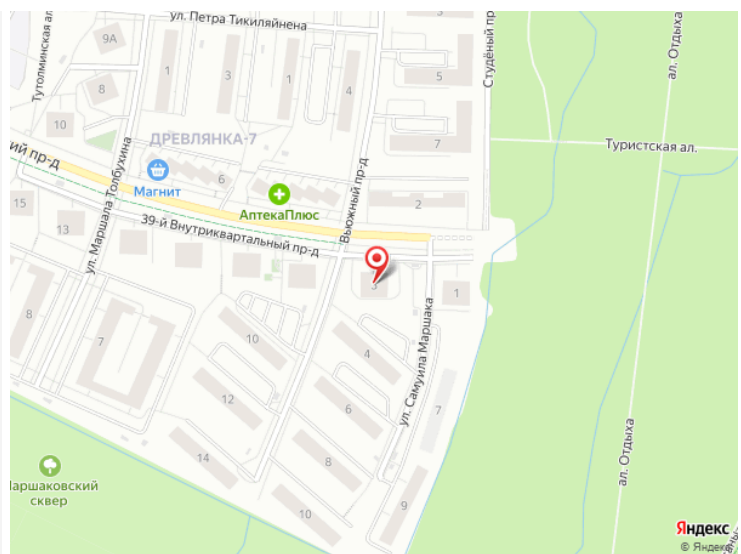 ул. Петра Тикиляйнена
9А
Тутолминская ал.
1
3
1
4
5
Студёный пр-
ал. Отдыха
8
10
ДРЕВЛЯНКА-7
7
Туристская ал.
кий пр-д
Магнит
6
АптекаПлюс
Вьюжный пр-д
2
15
13
ул. Маршала Толбухина
39-й Внутриквартальный пр-д
3
1
8
7
10
4
ул. Самуила Маршака
12
6
7
14
8
10
9
ал. Отдыха
Маршаковский
сквер
Яндекс
© Яндекс